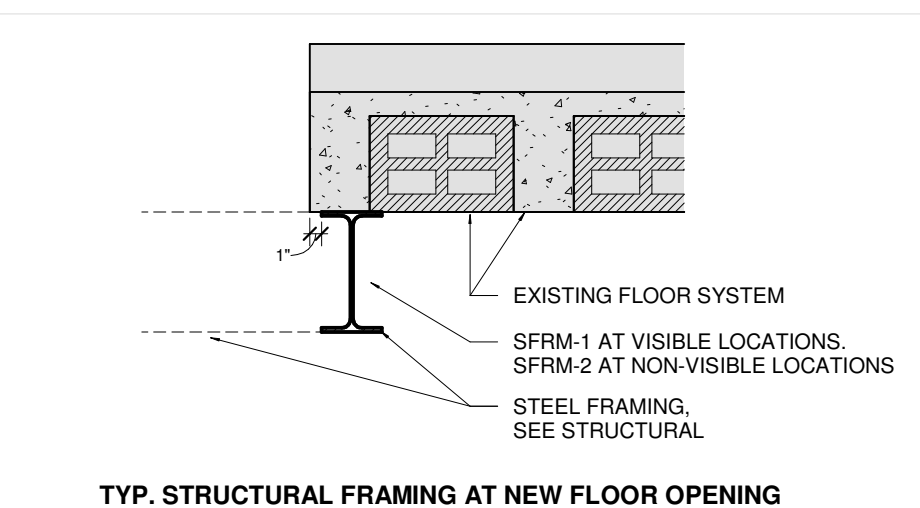 1"
EXISTING FLOOR SYSTEM
SFRM-1 AT VISIBLE LOCATIONS.
SFRM-2 AT NON-VISIBLE LOCATIONS
STEEL FRAMING,
SEE STRUCTURAL
TYP. STRUCTURAL FRAMING AT NEW FLOOR OPENING